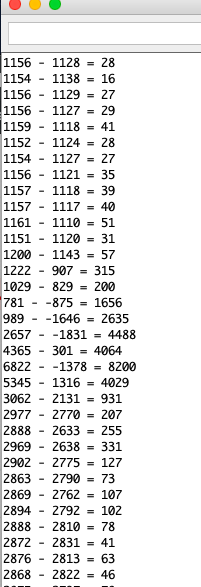 1156 - 1128 = 28
1154 - 1138 = 16
1156 - 1129 = 27
1156 - 1127 = 29
1159 - 1118 = 41
1152 - 1124 = 28
1154 - 1127 = 27
1156 - 1121 = 35
1157 - 1118 = 39
1157 - 1117 = 40
1161 - 1110 = 51
1151 - 1120 = 31
1200 - 1143 = 57
1222 - 907 = 315
1029 - 829 = 200
781 - -875 = 1656
989 - -1646 = 2635
2657 - -1831 = 4488
4365 - 301 = 4064
6822 - -1378 = 8200
5345 - 1316 = 4029
3062 - 2131 = 931
2977 - 2770 = 207
2888 - 2633 = 255
2969 - 2638 = 331
2902 - 2775 = 127
2863 - 2790 = 73
2869 - 2762 = 107
2894 - 2792 = 102
2888 - 2810 = 78
2872 - 2831 = 41
2876 - 2813 = 63
2868 - 2822 = 46